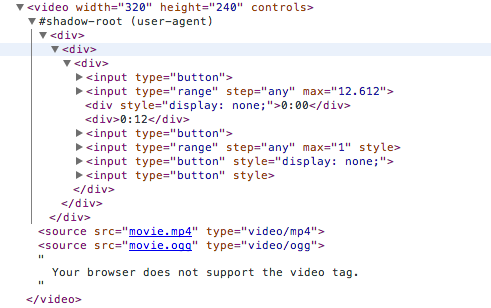 ▼<video width="320" height="240" controls>
▼#shadow-root (user-agent)
▼<div>
▼<div>
▼<div>
▶<input type="button">
▶<input type="range" step="any" max="12.612">
<div style="display: none;">0:00</div>
<div>0:12</div>
▶<input type="button">
▶<input type="range" step="any" max="1" style>
▶<input type="button" style="display: none;">
▶<input type="button" style>
</div>
</div>
</div>
<source src="movie.mp4" type="video/mp4">
<source src="movie.ogg" type="video/ogg">
"
Your browser does not support the video tag.
"
</video>